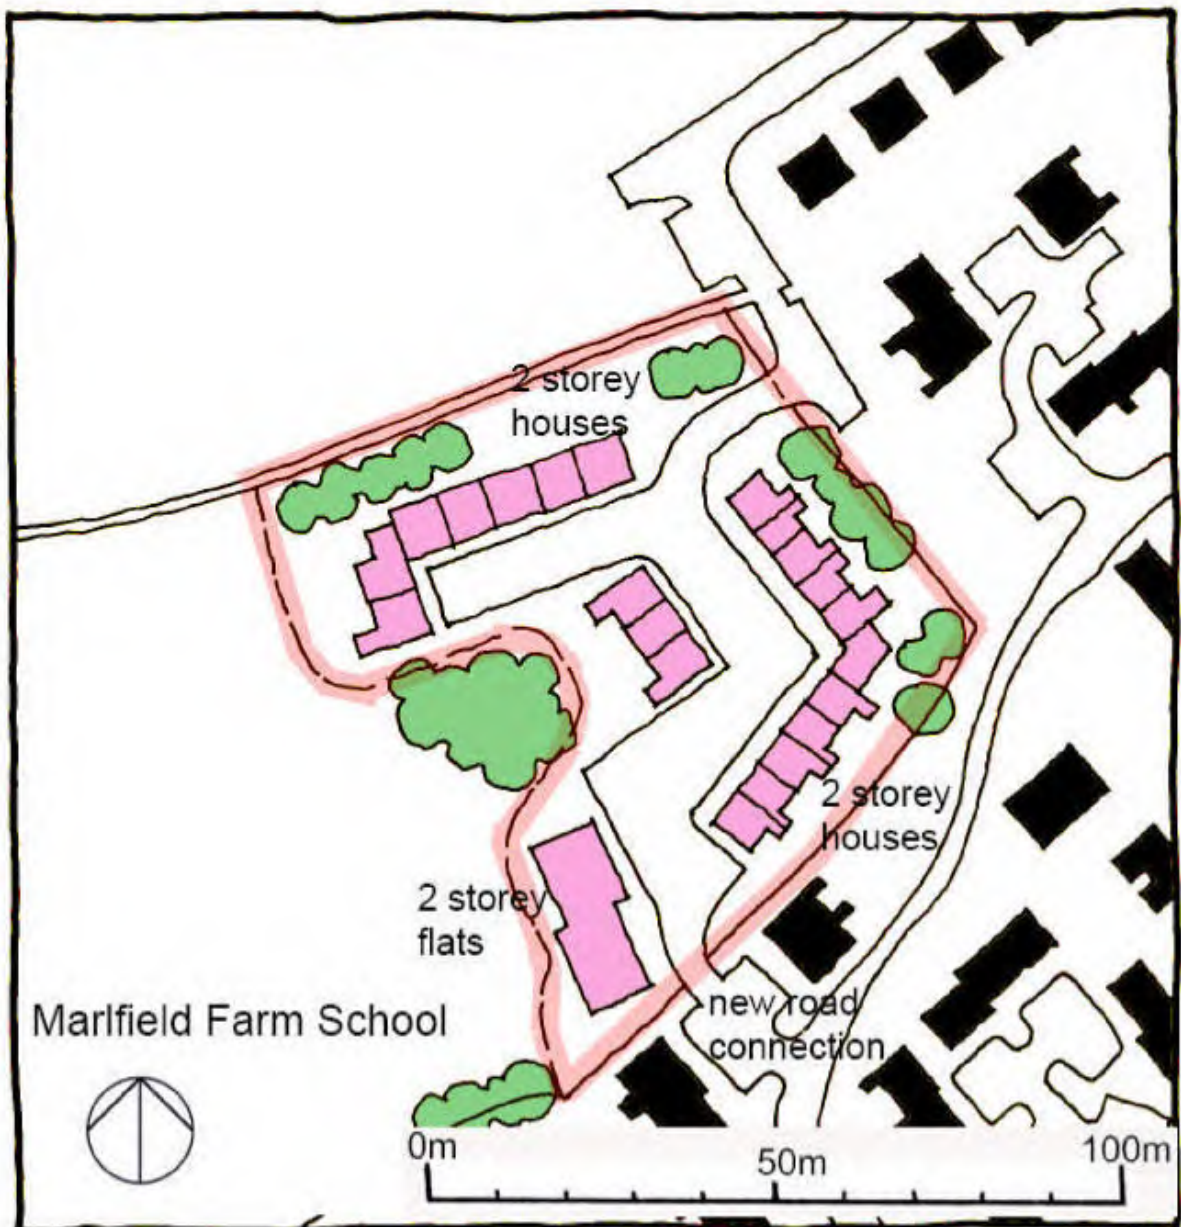 2 storey
houses
2 storey
houses
2 storey
flats
Marlfield Farm School
new road
connection
0m
50m
100m